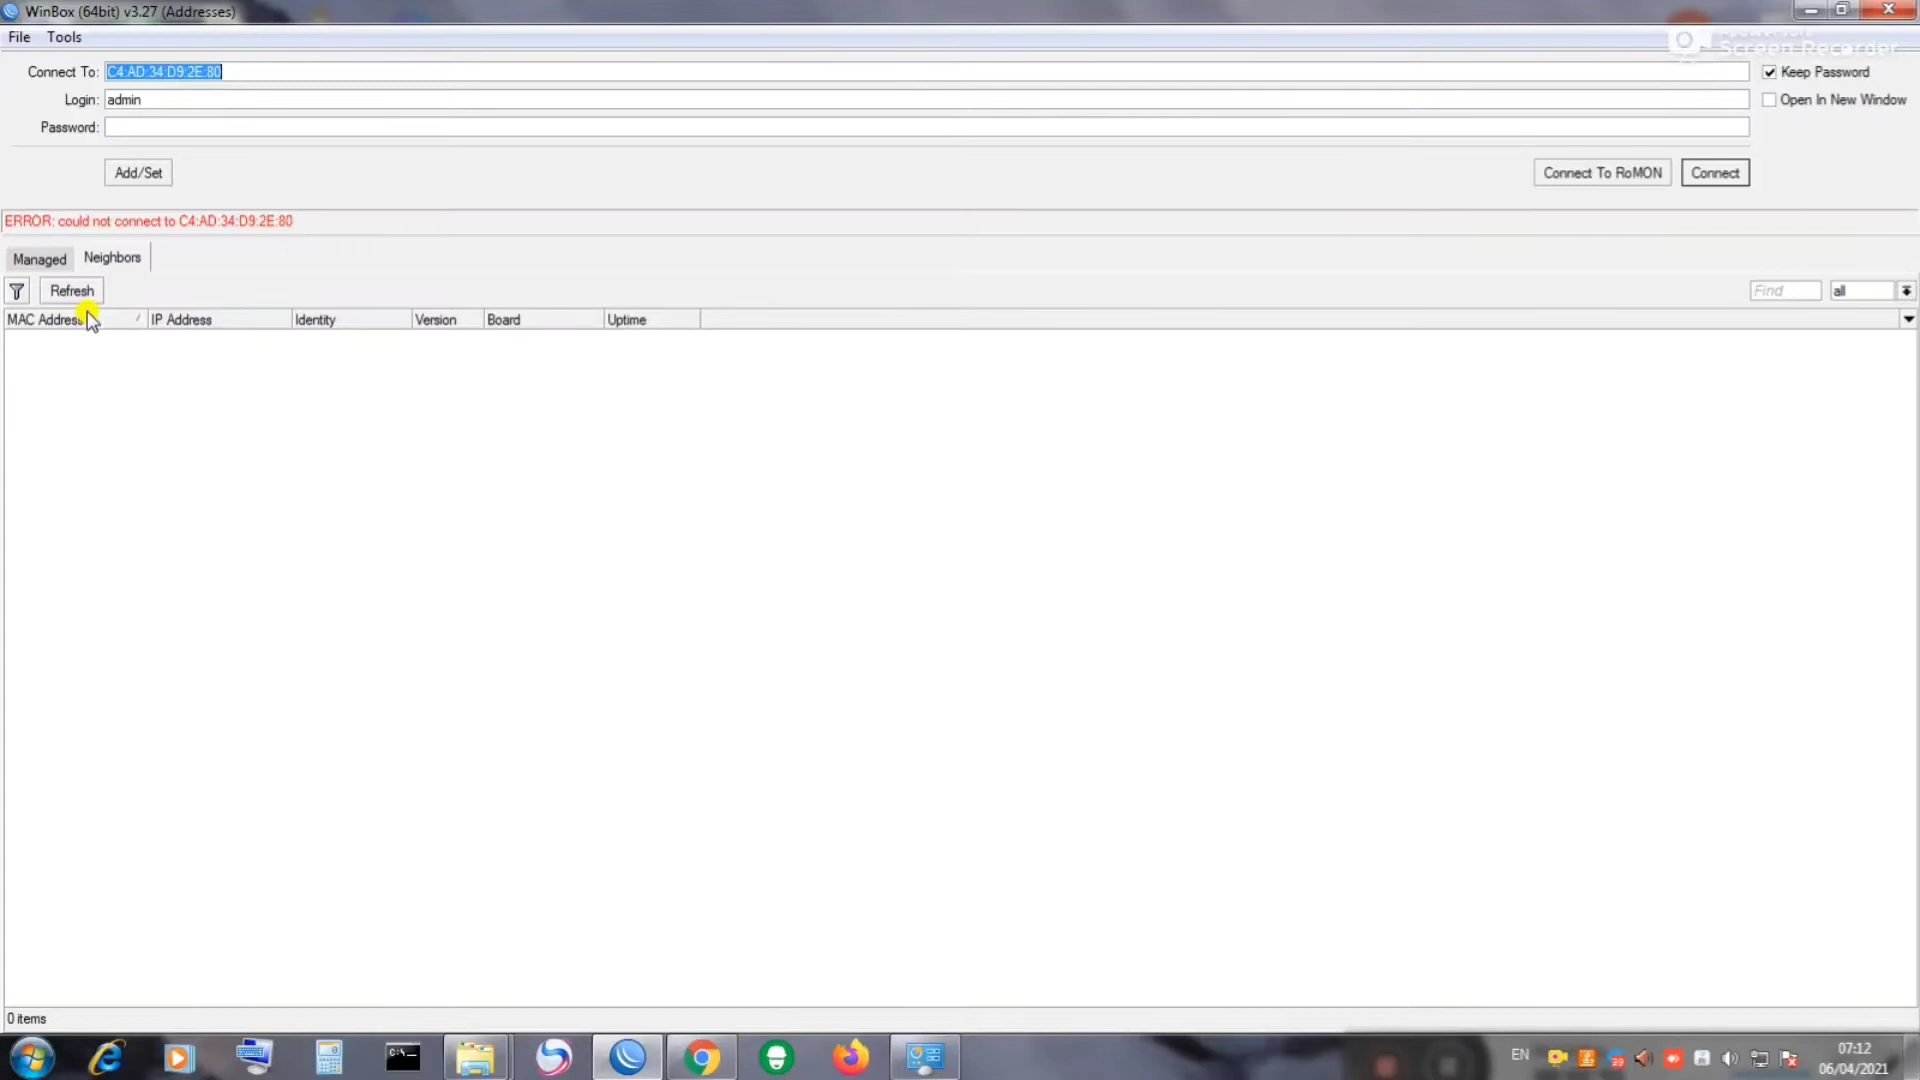 WinBox (64bit) v3.27 (Addresses)
File Tools
Screen Recorder
Connect To: C4:AD:34:D9:2E:80
Keep Password
Login: admin
Open In New Window
Password:
Add/Set
Connect To RoMON
Connect
ERROR: could not connect to C4:AD:34:D9:2E:80
Managed
Neighbors
Refresh
Find
all
MAC Address IP Address Identity Version Board Uptime
0 items
C:\
EN
39
07:12
06/04/2021